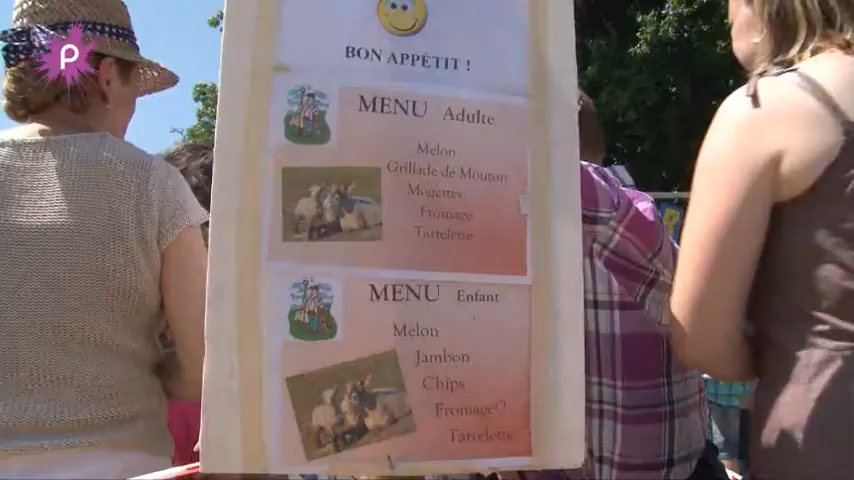 p
BON APPÉTIT !
MENU Adulte
Melon
Grillade de Mouton
Mogettes
Fromage
Tartelette
MENU Enfant
Melon
Jambon
Chips
Fromage
Tartelette